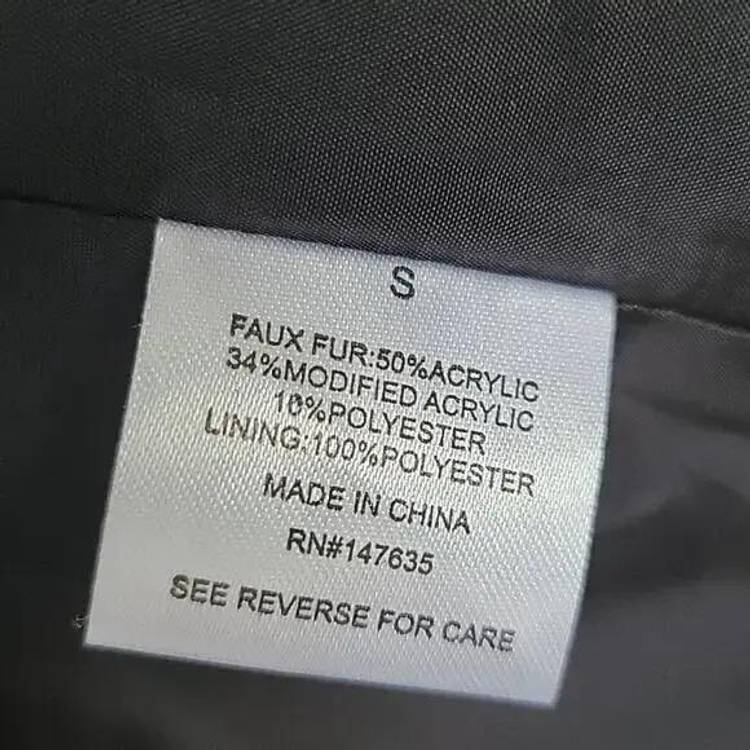 S
FAUX FUR:50%ACRYLIC
34%MODIFIED ACRYLIC
16%POLYESTER
LINING:100%POLYESTER
MADE IN CHINA
RN#147635
SEE REVERSE FOR CARE